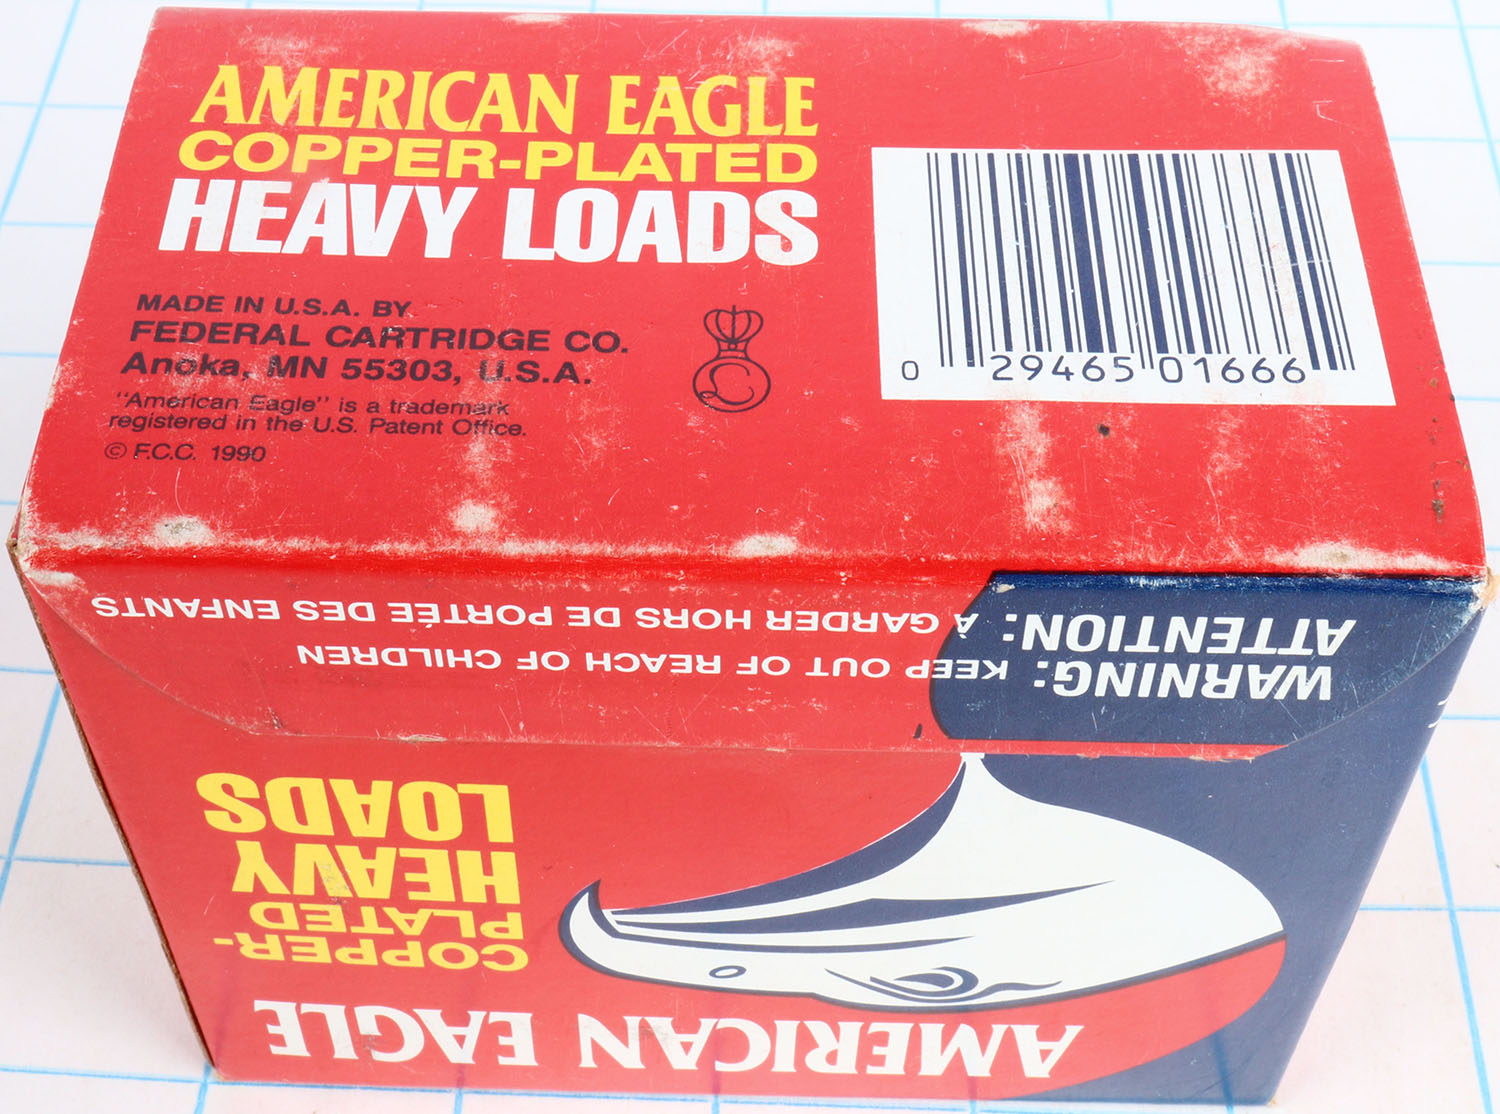 AMERICAN EAGLE
COPPER-PLATED
HEAVY LOADS
MADE IN U.S.A. BY
FEDERAL CARTRIDGE CO.
Anoka, MN 55303, U.S.A.
"American Eagle" is a trademark
registered in the U.S. Patent Office.
© F.C.C. 1990
0 29465 01666
WARNING: KEEP OUT OF REACH OF CHILDREN
ATTENTION: À GARDER HORS DE PORTÉE DES ENFANTS
AMERICAN EAGLE
COPPER-
PLATED
HEAVY
LOADS